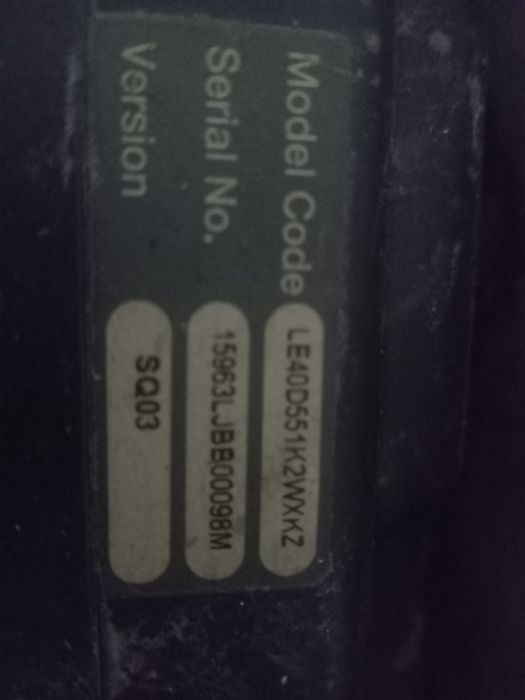 Model Code LE40D551K2WXKZ
Serial No. 15963LJBB00098M
Version SQ03